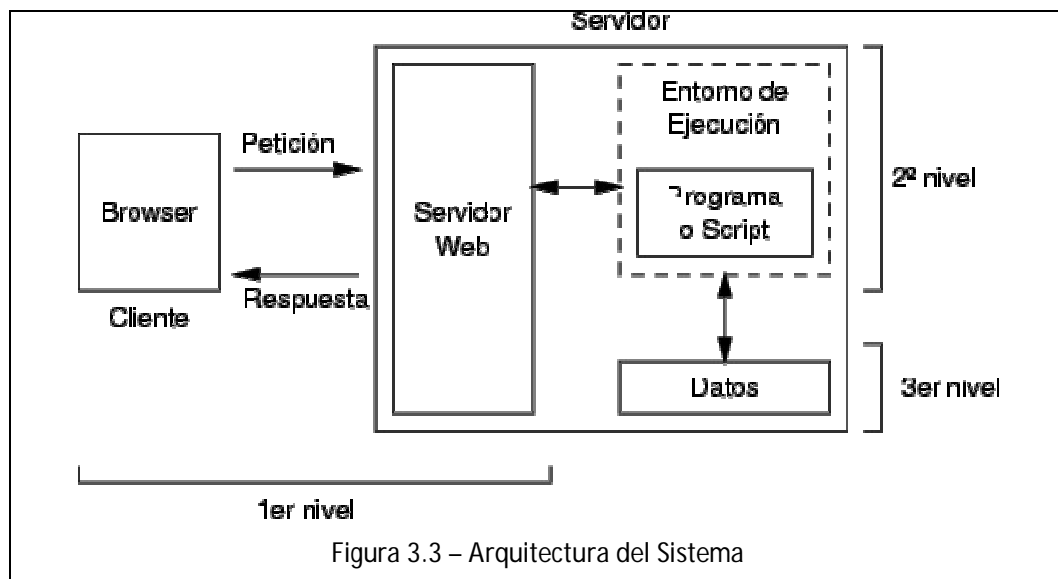 Servidor
Entorno de
Ejecución
Petición
2º nivel
Browser
Servidor
Web
Programa
o Script
Respuesta
Cliente
Datos
3er nivel
1er nivel
Figura 3.3 – Arquitectura del Sistema